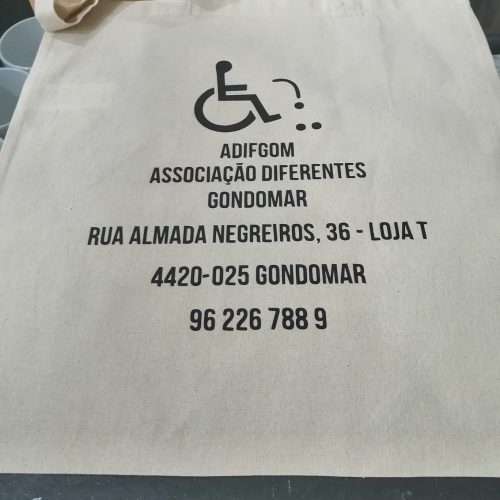 ADIFGOM
ASSOCIAÇÃO DIFERENTES
GONDOMAR
RUA ALMADA NEGREIROS, 36 - LOJA T
4420-025 GONDOMAR
96 226 788 9